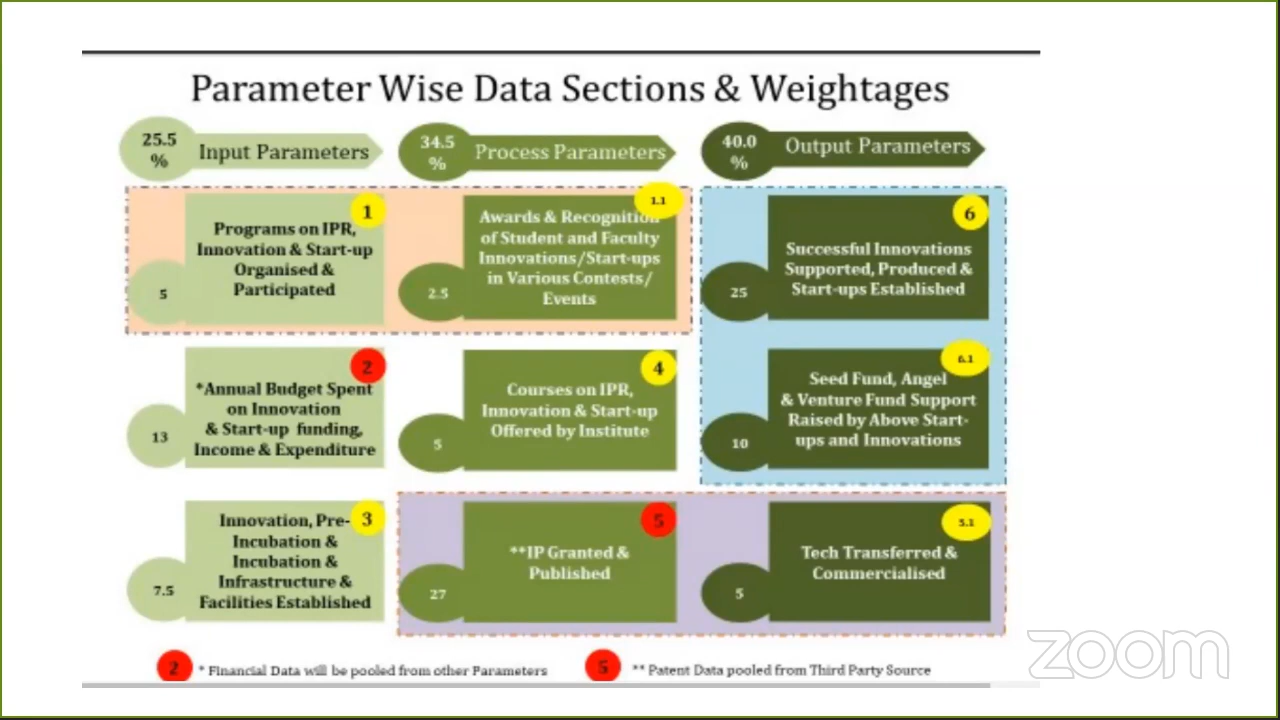 Parameter Wise Data Sections & Weightages
25.5
%
Input Parameters
34.5
%
Process Parameters
40.0
%
Output Parameters
1
Programs on IPR,
Innovation & Start-up
Organised &
Participated
5
1.1
Awards & Recognition
of Student and Faculty
Innovations/Start-ups
in Various Contests/
Events
2.5
6
Successful Innovations
Supported, Produced &
Start-ups Established
25
2
*Annual Budget Spent
on Innovation
& Start-up funding,
Income & Expenditure
13
4
Courses on IPR,
Innovation & Start-up
Offered by Institute
5
6.1
Seed Fund, Angel
& Venture Fund Support
Raised by Above Start-
ups and Innovations
10
3
Innovation, Pre-
Incubation &
Incubation &
Infrastructure &
Facilities Established
7.5
5
**IP Granted &
Published
27
5.1
Tech Transferred &
Commercialised
5
2 * Financial Data will be pooled from other Parameters
5 ** Patent Data pooled from Third Party Source
zoom